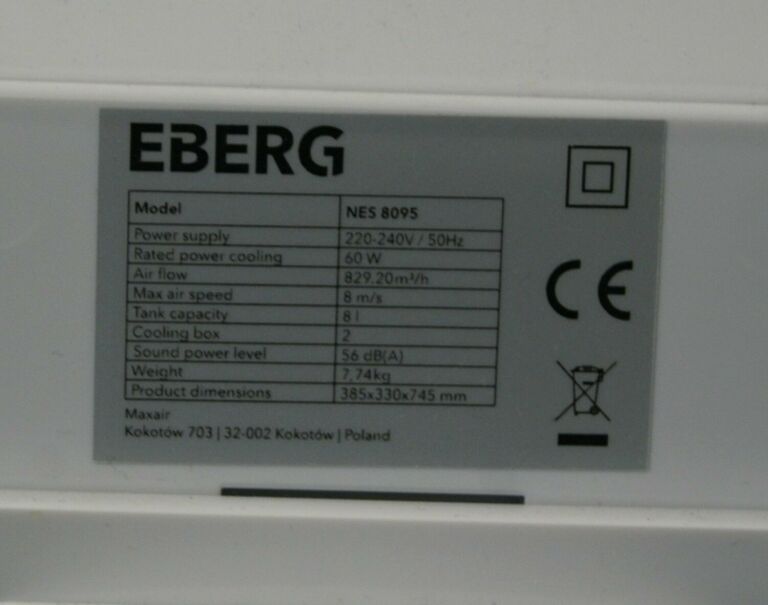 EBERG
Model NES 8095
Power supply 220-240V / 50Hz
Rated power cooling 60 W
Air flow 829.20m³/h
Max air speed 8 m/s
Tank capacity 8 l
Cooling box 2
Sound power level 56 dB(A)
Weight 7,74kg
Product dimensions 385x330x745 mm
Maxair
Kokotów 703 | 32-002 Kokotów | Poland
CE